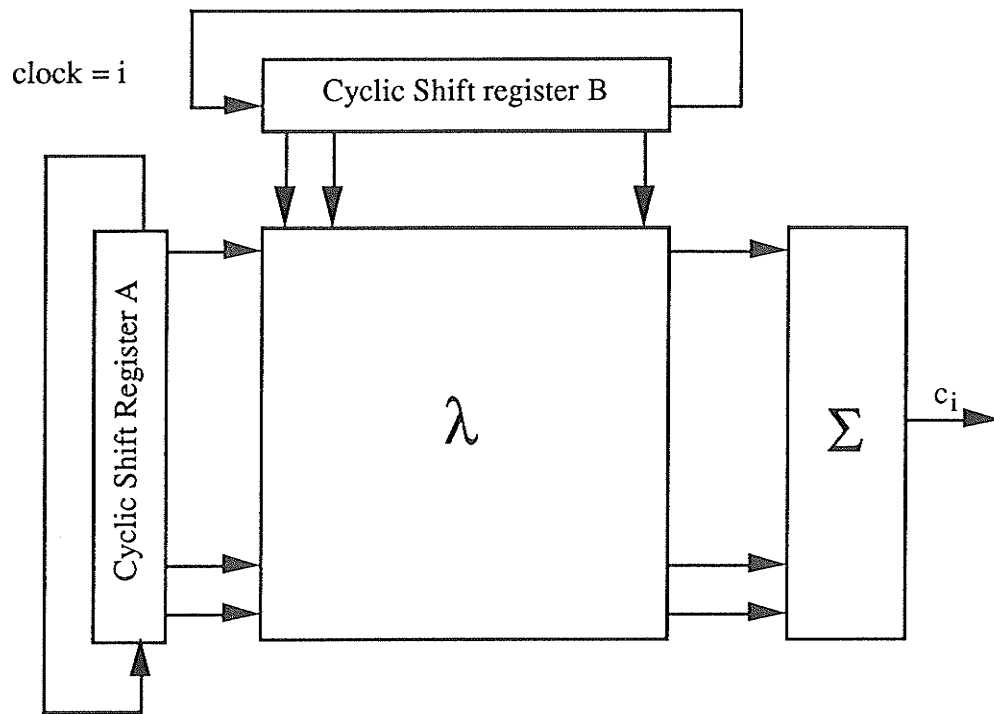 clock = i
Cyclic Shift register B
Cyclic Shift Register A
λ
Σ
c_i